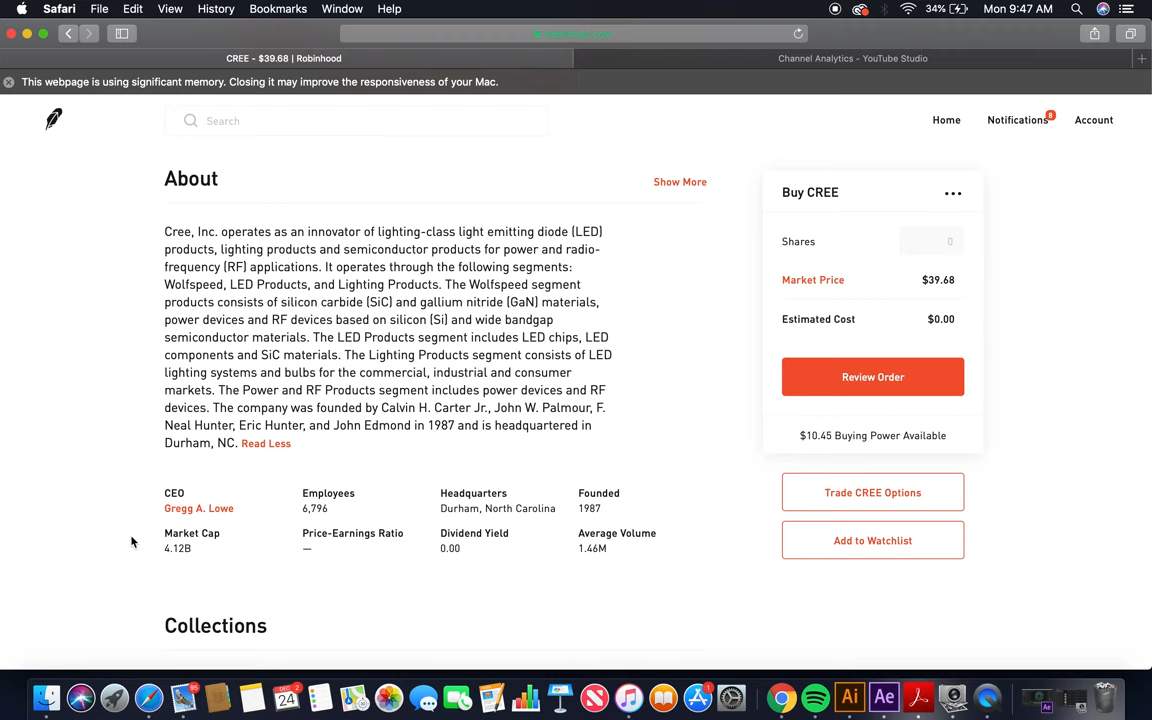 Safari File Edit View History Bookmarks Window Help 34% Mon 9:47 AM
CREE - $39.68 | Robinhood
Channel Analytics - YouTube Studio
This webpage is using significant memory. Closing it may improve the responsiveness of your Mac.
Search
Home Notifications 8 Account
About
Show More
Cree, Inc. operates as an innovator of lighting-class light emitting diode (LED)
products, lighting products and semiconductor products for power and radio-
frequency (RF) applications. It operates through the following segments:
Wolfspeed, LED Products, and Lighting Products. The Wolfspeed segment
products consists of silicon carbide (SiC) and gallium nitride (GaN) materials,
power devices and RF devices based on silicon (Si) and wide bandgap
semiconductor materials. The LED Products segment includes LED chips, LED
components and SiC materials. The Lighting Products segment consists of LED
lighting systems and bulbs for the commercial, industrial and consumer
markets. The Power and RF Products segment includes power devices and RF
devices. The company was founded by Calvin H. Carter Jr., John W. Palmour, F.
Neal Hunter, Eric Hunter, and John Edmond in 1987 and is headquartered in
Durham, NC. Read Less
CEO Employees Headquarters Founded
Gregg A. Lowe 6,796 Durham, North Carolina 1987
Market Cap Price-Earnings Ratio Dividend Yield Average Volume
4.12B — 0.00 1.46M
Collections
Buy CREE
Shares 0
Market Price $39.68
Estimated Cost $0.00
Review Order
$10.45 Buying Power Available
Trade CREE Options
Add to Watchlist
95
DEC 2
24
1
Ai
Ae